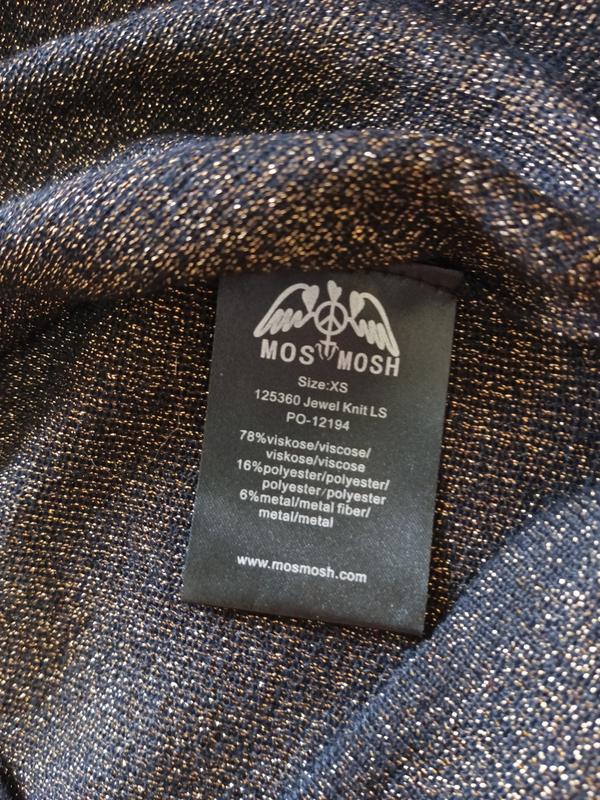 MOS MOSH
Size:XS
125360 Jewel Knit LS
PO-12194
78%viskose/viscose/
viskose/viscose
16%polyester/polyester/
polyester/polyester
6%metal/metal fiber/
metal/metal
www.mosmosh.com